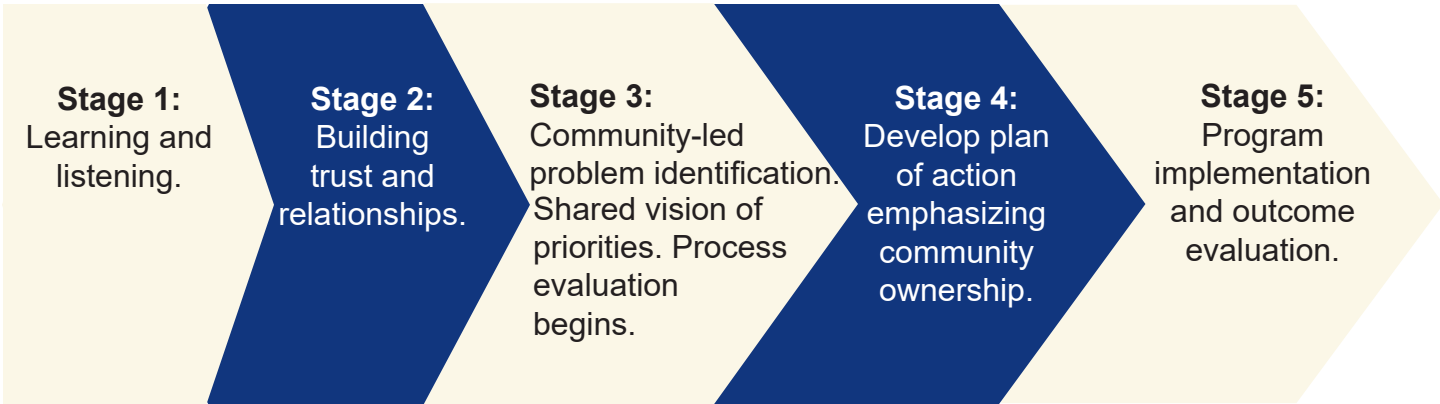 Stage 1:
Learning and
listening.
Stage 2:
Building
trust and
relationships.
Stage 3:
Community-led
problem identification.
Shared vision of
priorities. Process
evaluation
begins.
Stage 4:
Develop plan
of action
emphasizing
community
ownership.
Stage 5:
Program
implementation
and outcome
evaluation.